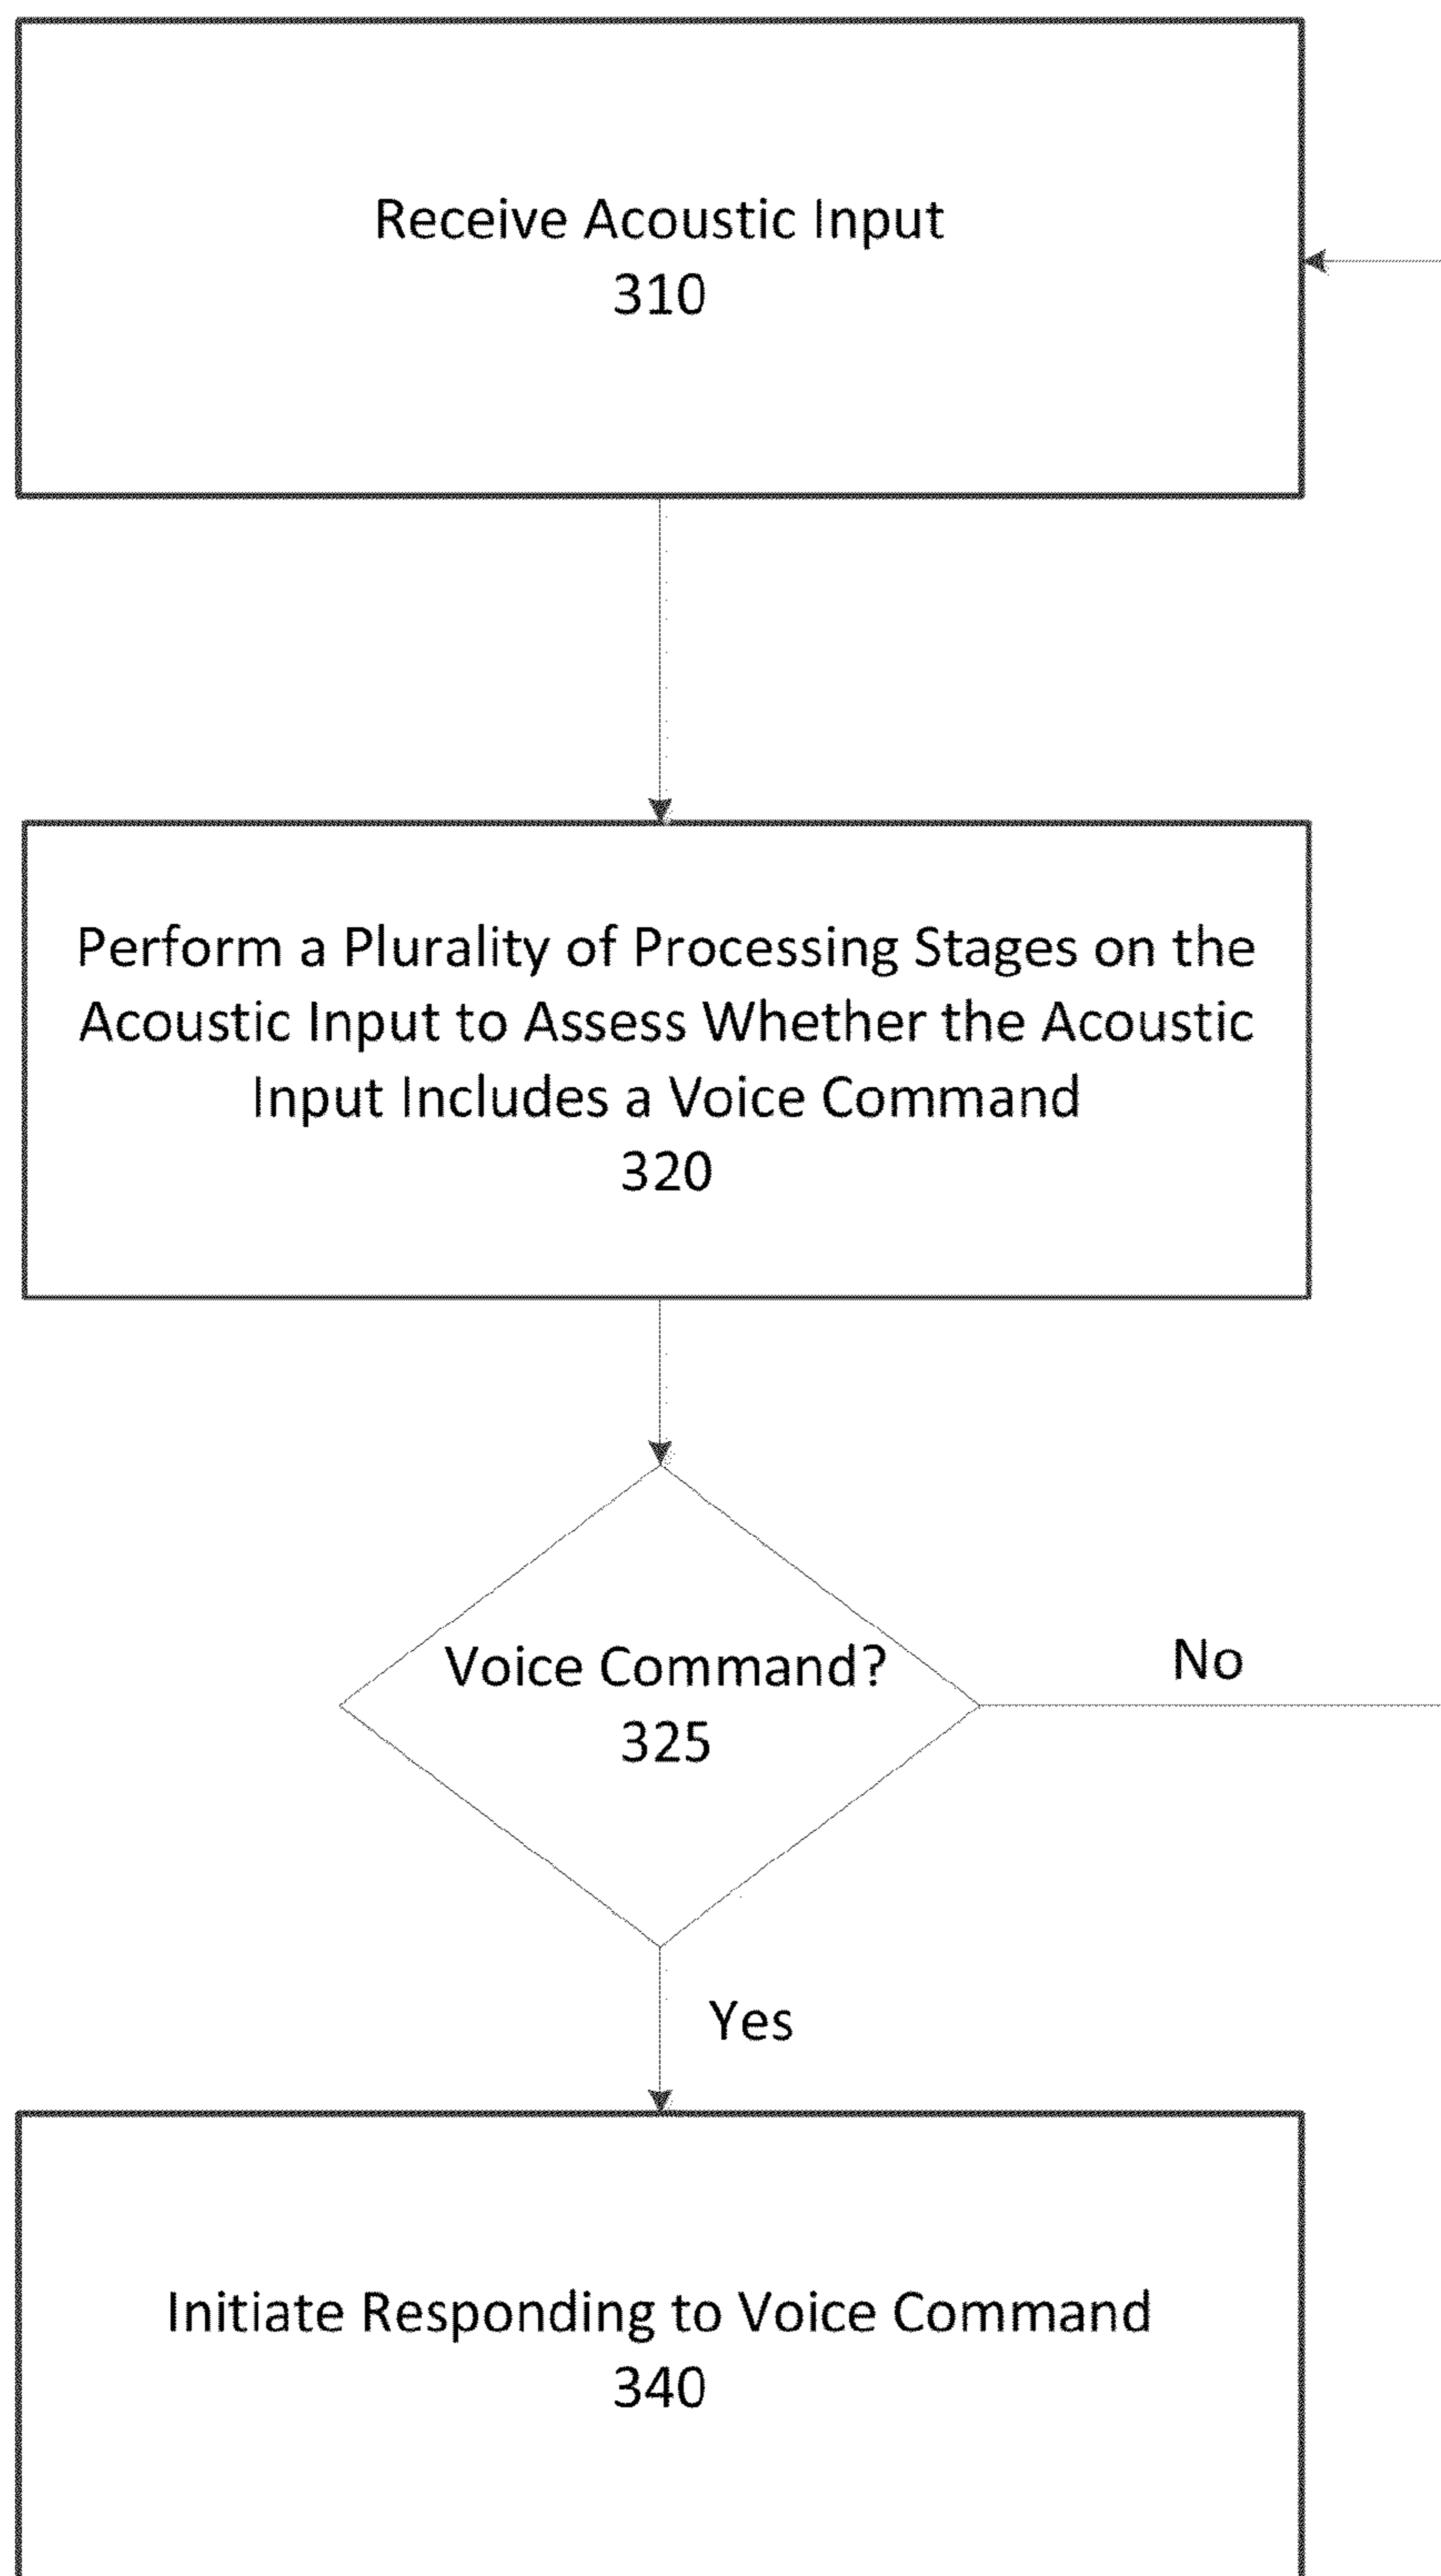 Receive Acoustic Input
310
Perform a Plurality of Processing Stages on the
Acoustic Input to Assess Whether the Acoustic
Input Includes a Voice Command
320
Voice Command?
325
No
Yes
Initiate Responding to Voice Command
340